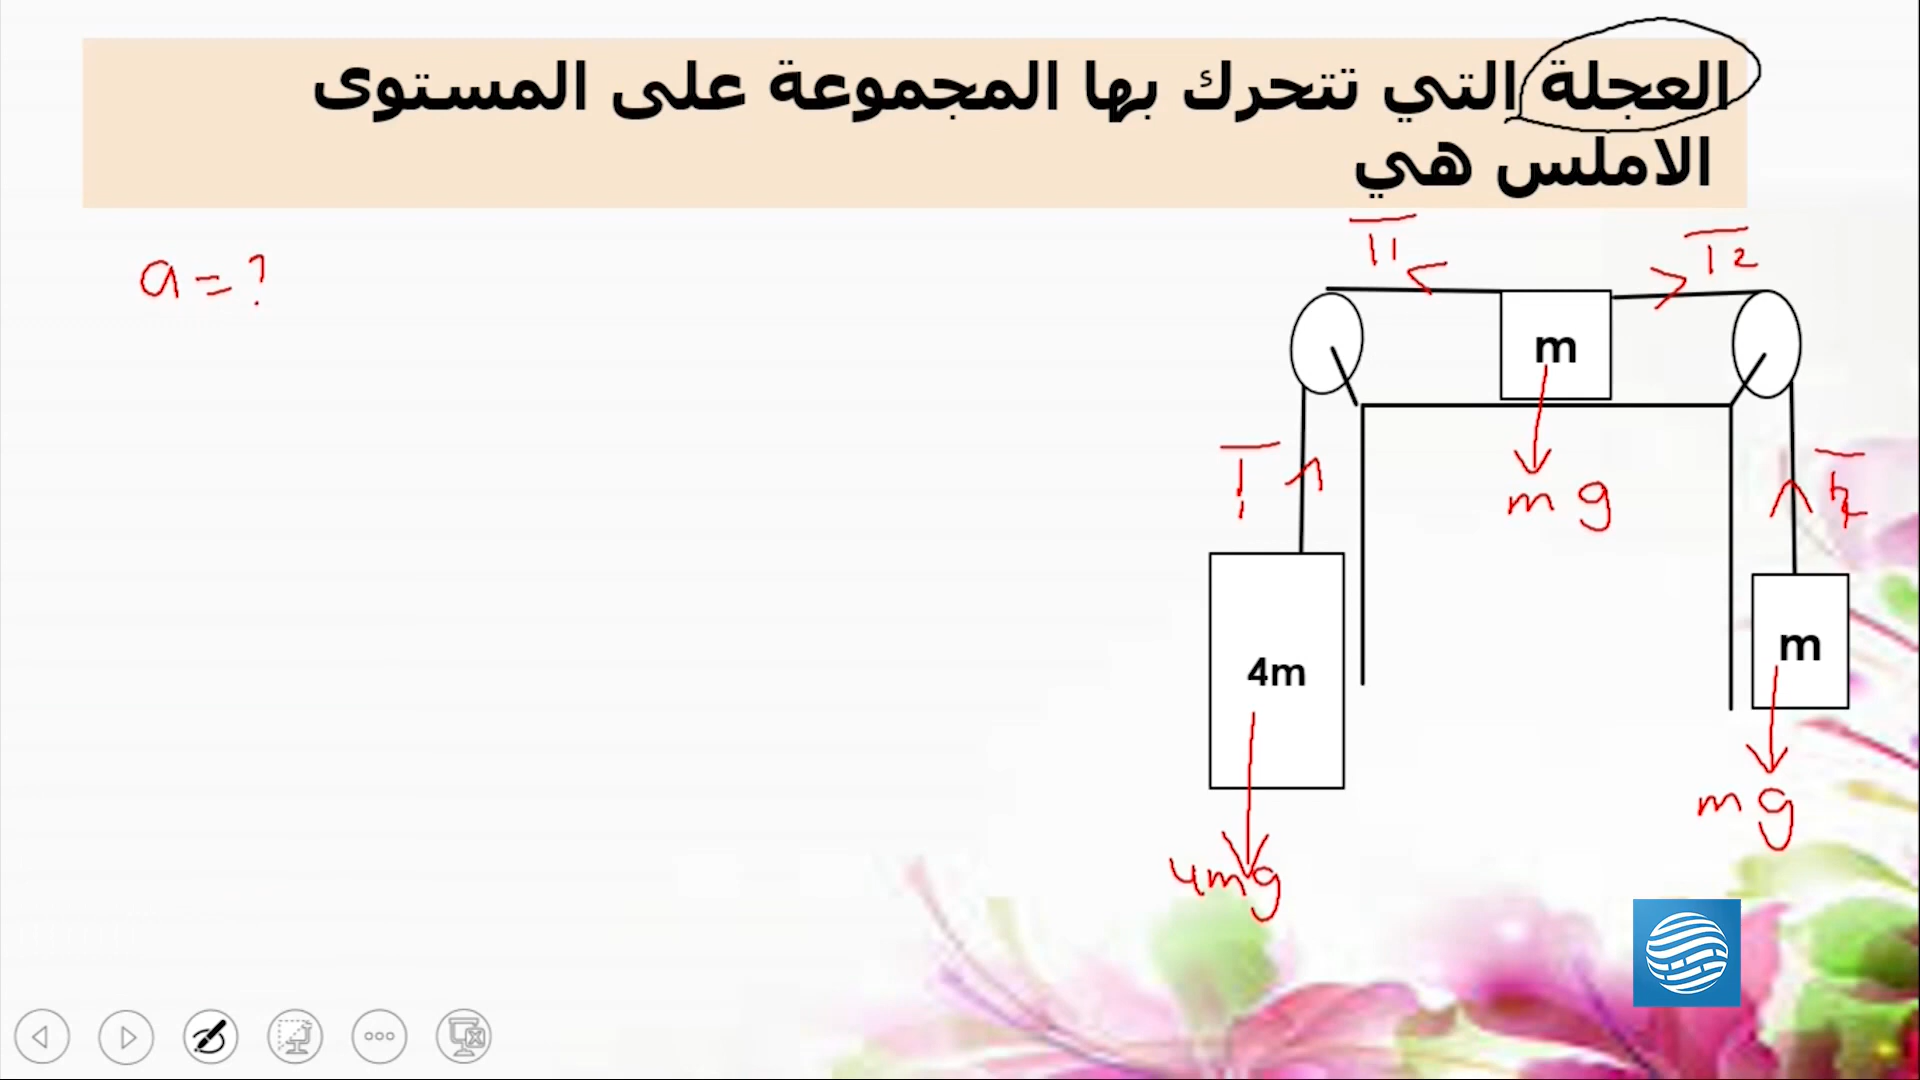 العجلة التي تتحرك بها المجموعة على المستوى
الاملس هي
a = ?
T1
T2
m
T1
mg
T2
4m
m
mg
4mg